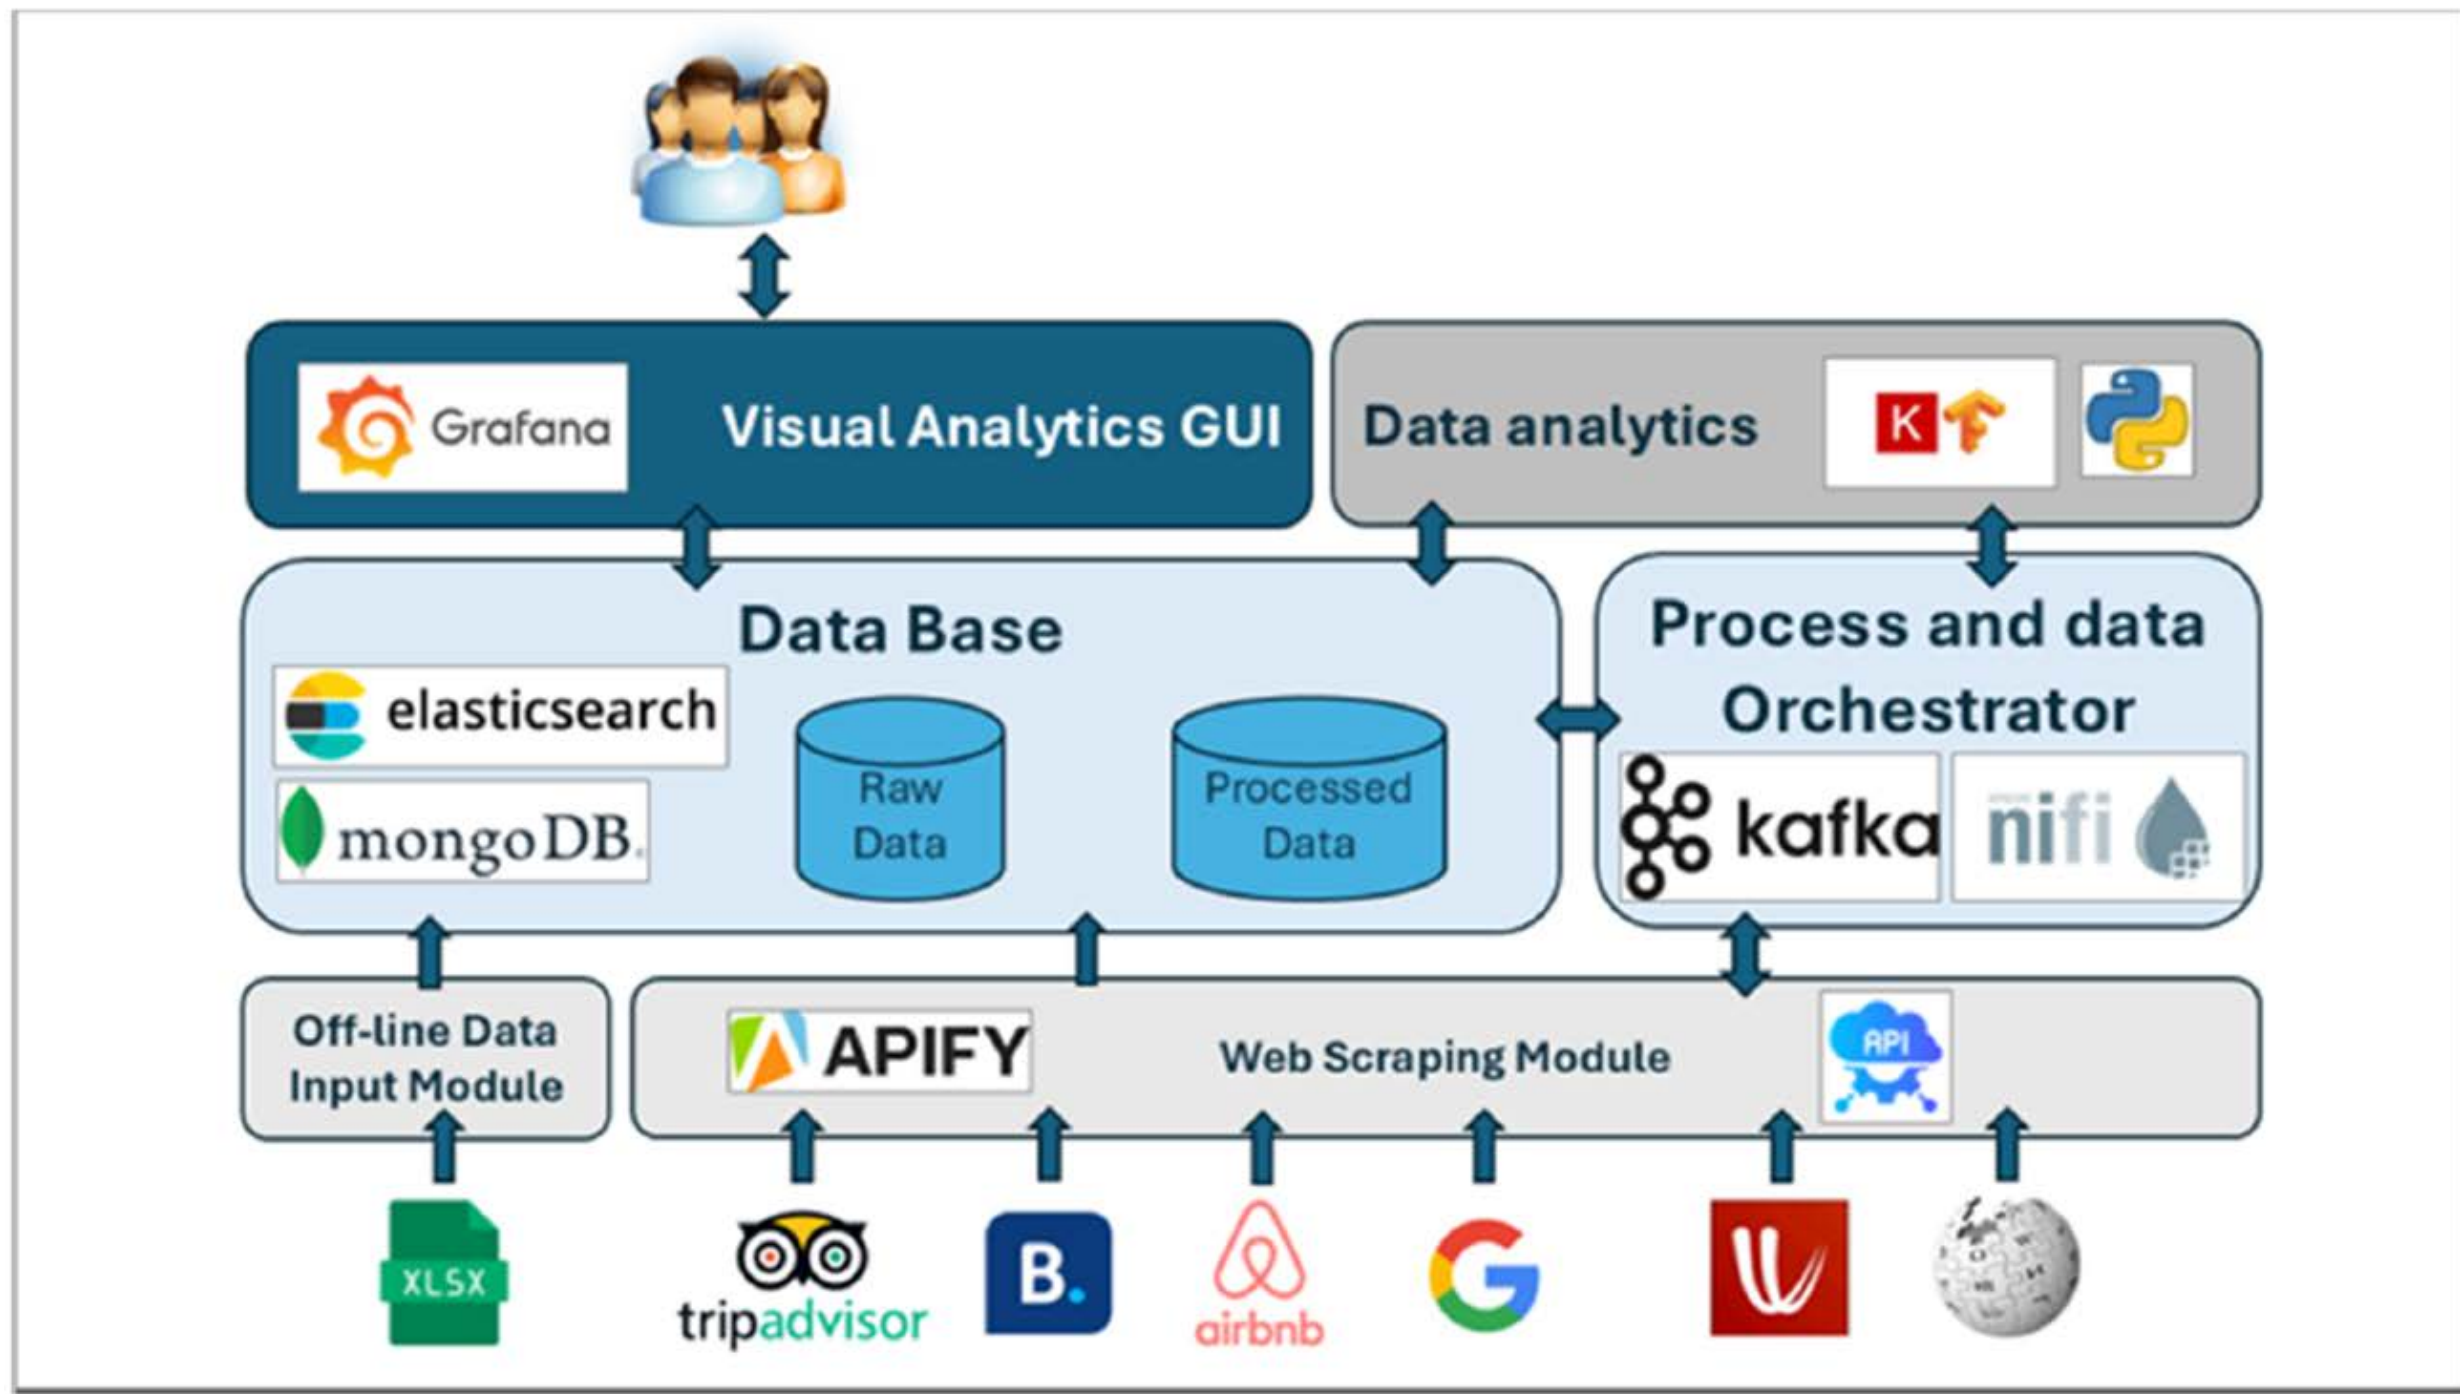 Grafana
Visual Analytics GUI
Data analytics
K
Data Base
elasticsearch
mongoDB.
Raw
Data
Processed
Data
Process and data
Orchestrator
kafka
nifi
Off-line Data
Input Module
APIFY
Web Scraping Module
API
XLSX
tripadvisor
B.
airbnb
G